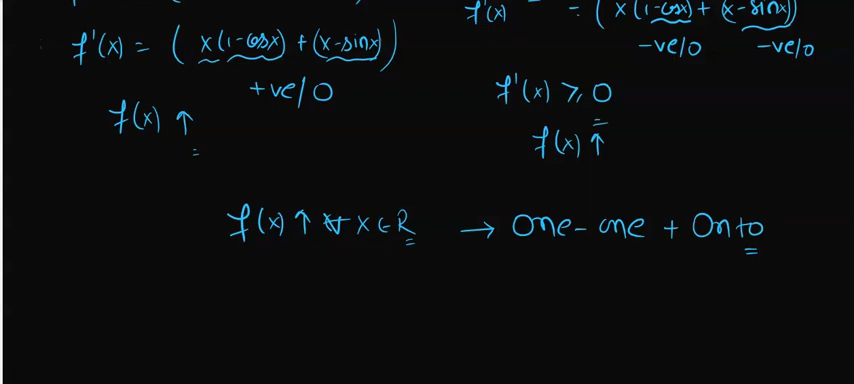 f'(x) = ( x(1-cosx) + (x-sinx) )
+ve/0
f(x) ↑
f'(x) = ( x(1-cosx) + (x-sinx) )
-ve/0 -ve/0
f'(x) ≥ 0
f(x) ↑
f(x) ↑ ∀ x ∈ R → One-one + Onto